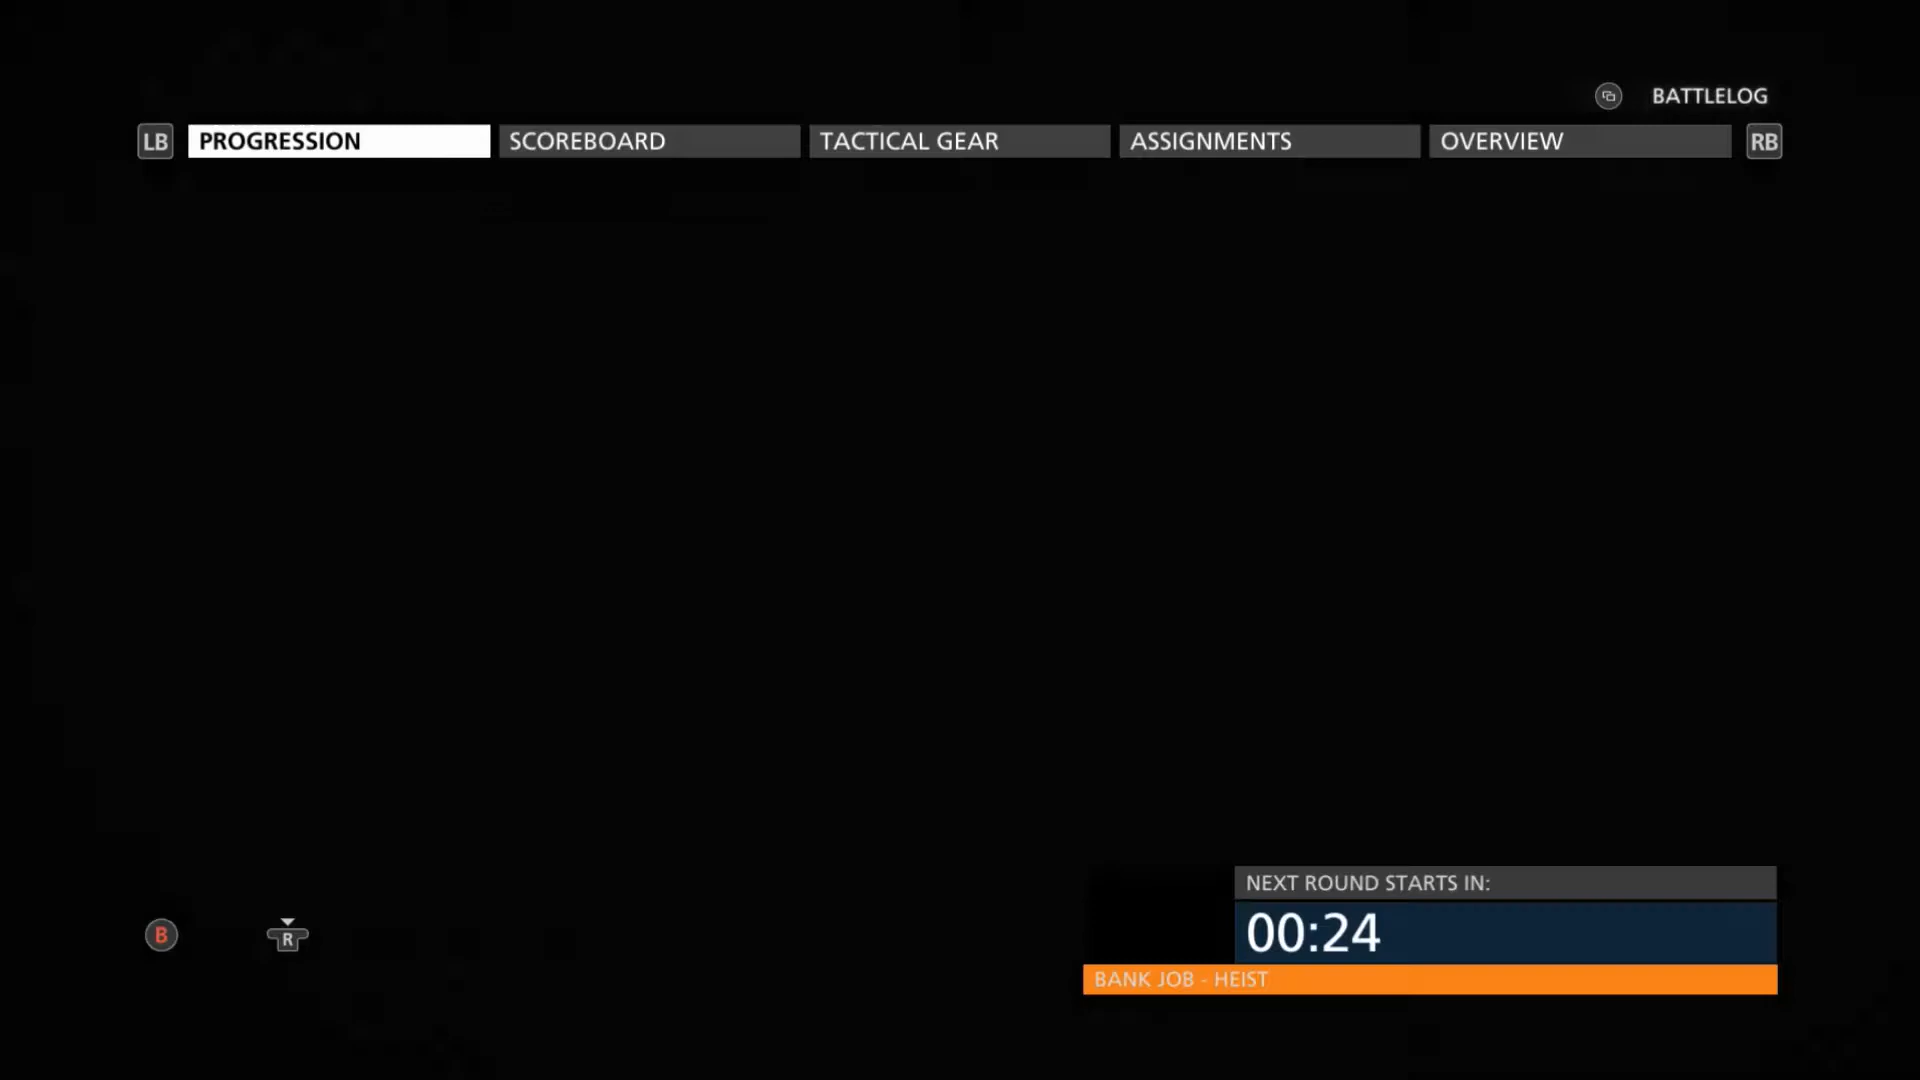 BATTLELOG
LB PROGRESSION SCOREBOARD TACTICAL GEAR ASSIGNMENTS OVERVIEW RB
NEXT ROUND STARTS IN:
00:24
B R
BANK JOB - HEIST